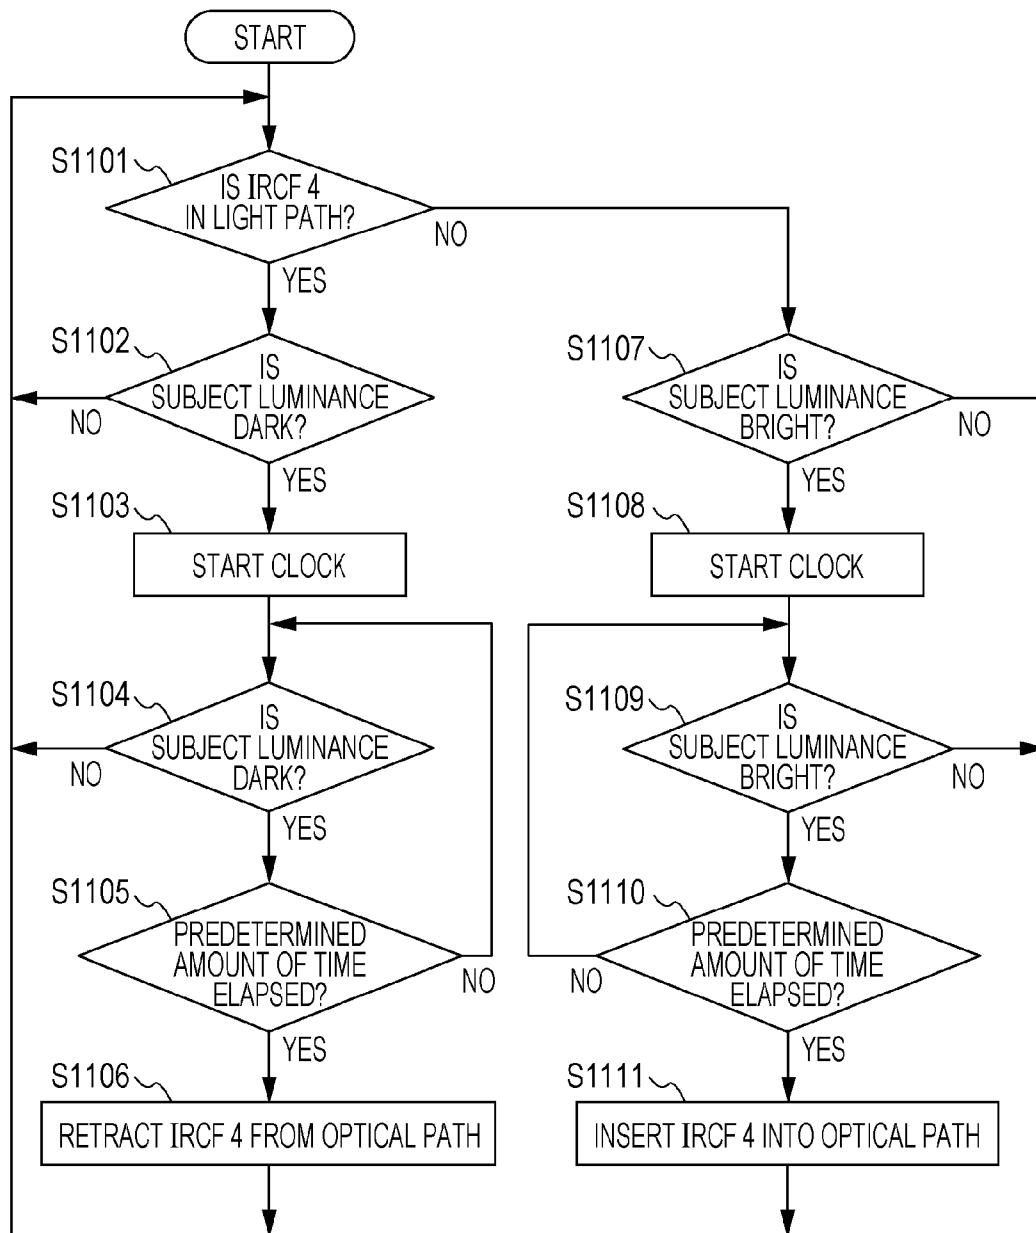 START
S1101
IS IRCF 4
IN LIGHT PATH?
NO
YES
S1102
IS
SUBJECT LUMINANCE
DARK?
NO
YES
S1103
START CLOCK
S1104
IS
SUBJECT LUMINANCE
DARK?
NO
YES
S1105
PREDETERMINED
AMOUNT OF TIME
ELAPSED?
NO
YES
S1106
RETRACT IRCF 4 FROM OPTICAL PATH
S1107
IS
SUBJECT LUMINANCE
BRIGHT?
NO
YES
S1108
START CLOCK
S1109
IS
SUBJECT LUMINANCE
BRIGHT?
NO
YES
S1110
PREDETERMINED
AMOUNT OF TIME
ELAPSED?
NO
YES
S1111
INSERT IRCF 4 INTO OPTICAL PATH